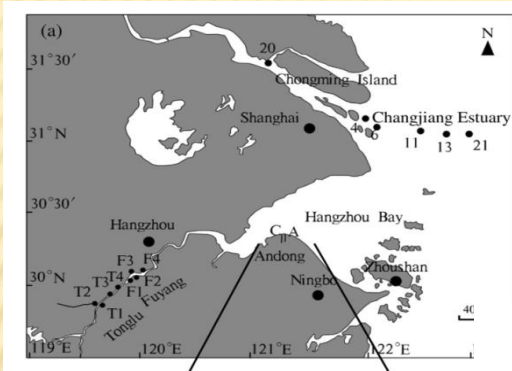 (a)
N
20
31°30′
Chongming Island
Shanghai
Changjiang Estuary
31°N
4
6
11
13
21
30°30′
Hangzhou
Hangzhou Bay
C A
Andong
F3 F4
Zhoushan
30°N
T3 T4
F1 F2
Fuyang
Ningbo
T2
T1
Tonglu
40
119°E
120°E
121°E
122°E